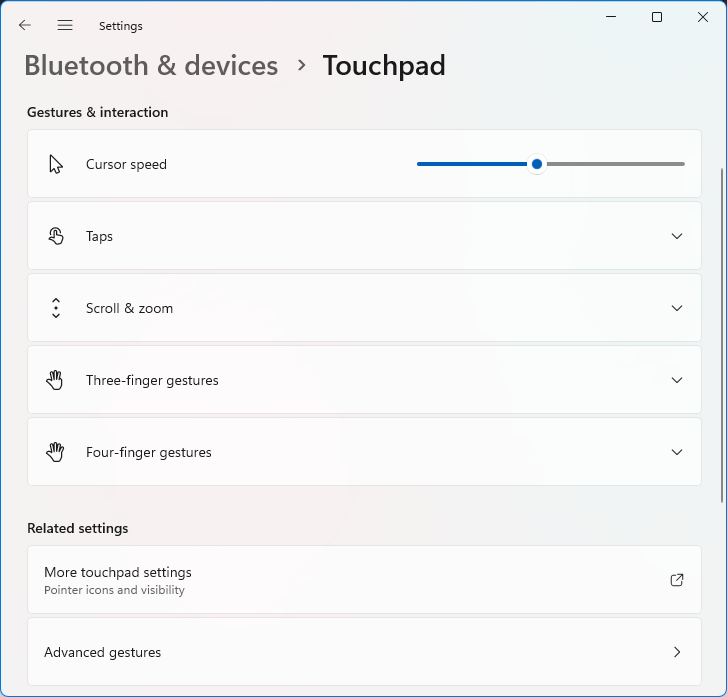 Settings
Bluetooth & devices > Touchpad
Gestures & interaction
Cursor speed
Taps
Scroll & zoom
Three-finger gestures
Four-finger gestures
Related settings
More touchpad settings
Pointer icons and visibility
Advanced gestures